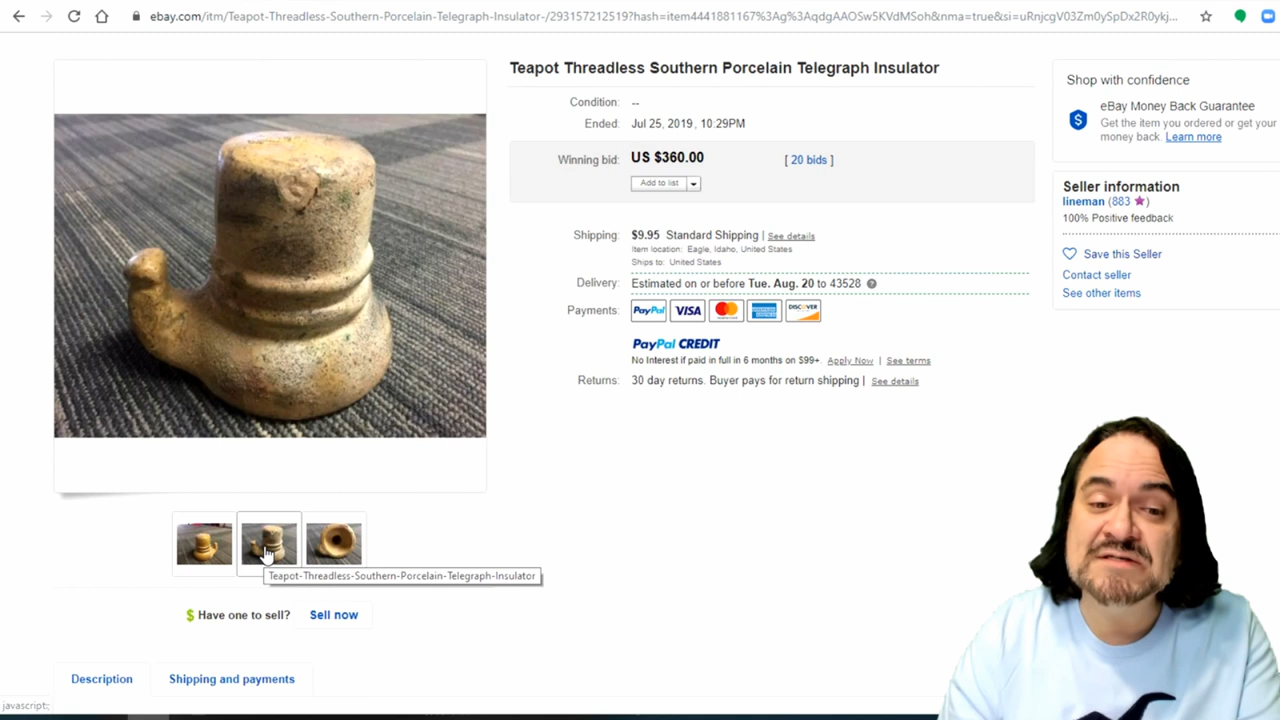 ebay.com/itm/Teapot-Threadless-Southern-Porcelain-Telegraph-Insulator-/293157212519?hash=item4441881167%3Ag%3AqdgAAOSw5KVdMSoh&nma=true&si=uRnjcgV03Zm0ySpDx2R0ykj...
Teapot Threadless Southern Porcelain Telegraph Insulator
Condition: --
Ended: Jul 25, 2019 , 10:29PM
Winning bid: US $360.00 [ 20 bids ]
Add to list
Shipping: $9.95 Standard Shipping | See details
Item location: Eagle, Idaho, United States
Ships to: United States
Delivery: Estimated on or before Tue. Aug. 20 to 43528
Payments: PayPal VISA MasterCard AMERICAN EXPRESS DISCOVER
PayPal CREDIT
No Interest if paid in full in 6 months on $99+. Apply Now | See terms
Returns: 30 day returns. Buyer pays for return shipping | See details
Shop with confidence
eBay Money Back Guarantee
Get the item you ordered or get your
money back. Learn more
Seller information
lineman (883 ★)
100% Positive feedback
Save this Seller
Contact seller
See other items
Teapot-Threadless-Southern-Porcelain-Telegraph-Insulator
$ Have one to sell? Sell now
Description
Shipping and payments
javascript:;